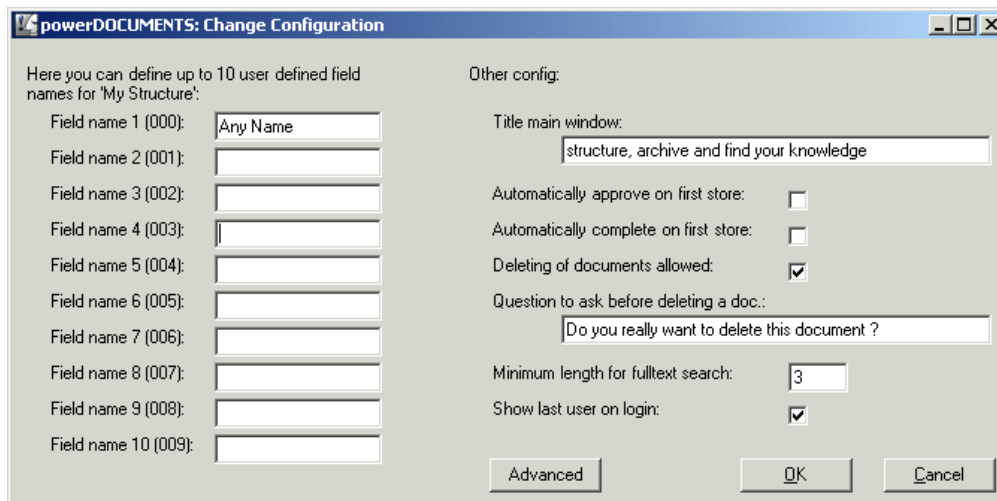 powerDOCUMENTS: Change Configuration
Here you can define up to 10 user defined field
names for 'My Structure':
Field name 1 (000):
Any Name
Field name 2 (001):
Field name 3 (002):
Field name 4 (003):
Field name 5 (004):
Field name 6 (005):
Field name 7 (006):
Field name 8 (007):
Field name 9 (008):
Field name 10 (009):
Other config:
Title main window:
structure, archive and find your knowledge
Automatically approve on first store:
Automatically complete on first store:
Deleting of documents allowed:
Question to ask before deleting a doc.:
Do you really want to delete this document ?
Minimum length for fulltext search:
3
Show last user on login:
Advanced
OK
Cancel